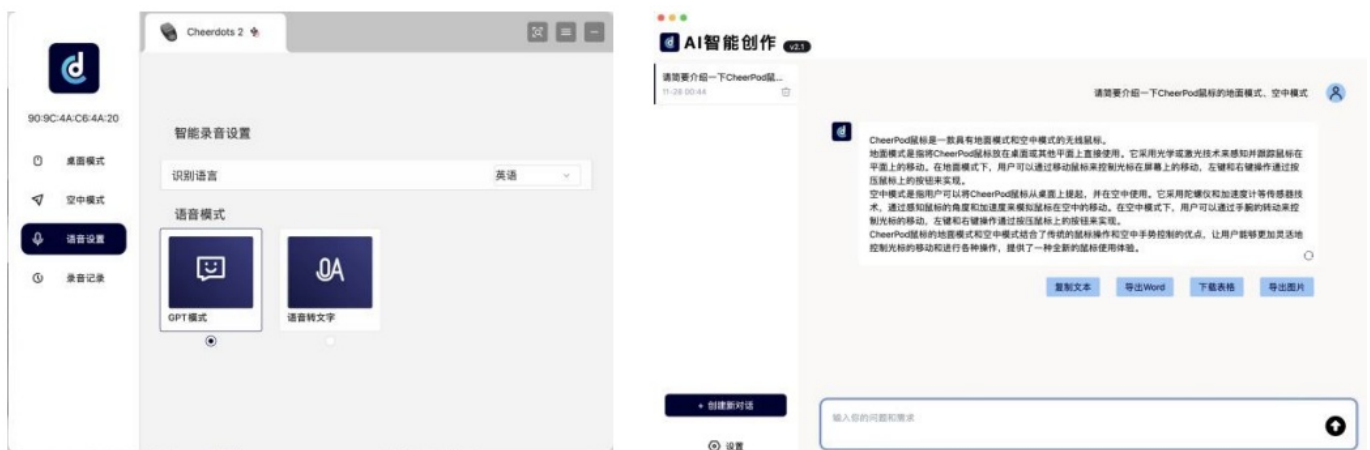 Cheerdots 2
90:9C:4A:C6:4A:20
桌面模式
空中模式
语音设置
录音记录
智能录音设置
识别语言
英语
语音模式
GPT模式
语音转文字
AI智能创作 v2.1
请简要介绍一下CheerPod鼠...
11-28 00:44
+ 创建新对话
设置
请简要介绍一下CheerPod鼠标的地面模式、空中模式
CheerPod鼠标是一款具有地面模式和空中模式的无线鼠标。
地面模式是指将CheerPod鼠标放在桌面或其他平面上直接使用。它采用光学或激光技术来感知并跟踪鼠标在
平面上的移动。在地面模式下，用户可以通过移动鼠标来控制光标在屏幕上的移动，左键和右键操作通过按
压鼠标上的按钮来实现。
空中模式是指用户可以将CheerPod鼠标从桌面上提起，并在空中使用。它采用陀螺仪和加速度计等传感器技
术，通过感知鼠标的角度和加速度来模拟鼠标在空中的移动。在空中模式下，用户可以通过手腕的转动来控
制光标的移动，左键和右键操作通过按压鼠标上的按钮来实现。
CheerPod鼠标的地面模式和空中模式结合了传统的鼠标操作和空中手势控制的优点，让用户能够更加灵活地
控制光标的移动和进行各种操作，提供了一种全新的鼠标使用体验。
复制文本
导出Word
下载表格
导出图片
输入你的问题和需求